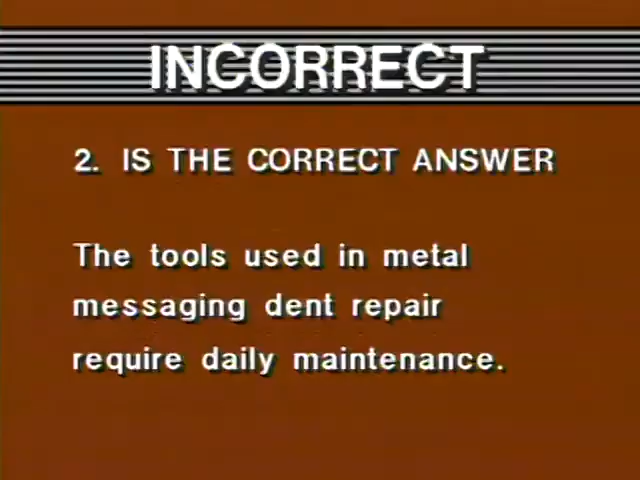 INCORRECT
2. IS THE CORRECT ANSWER
The tools used in metal
messaging dent repair
require daily maintenance.